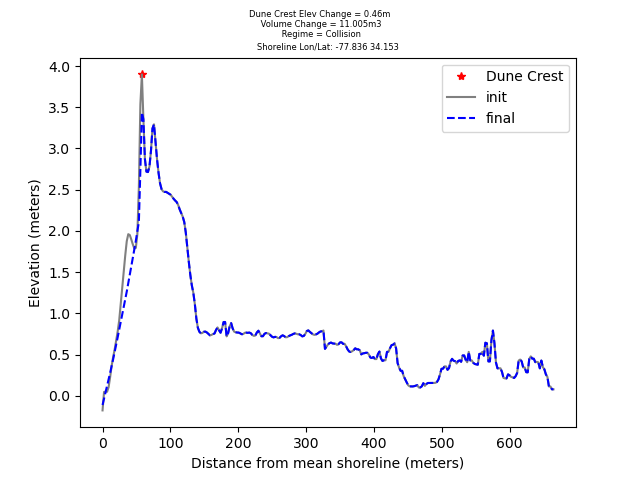 Dune Crest Elev Change = 0.46m
Volume Change = 11.005m3
Regime = Collision
Shoreline Lon/Lat: -77.836 34.153
Dune Crest
init
final
4.0
3.5
3.0
2.5
2.0
1.5
1.0
0.5
0.0
Elevation (meters)
0 100 200 300 400 500 600
Distance from mean shoreline (meters)